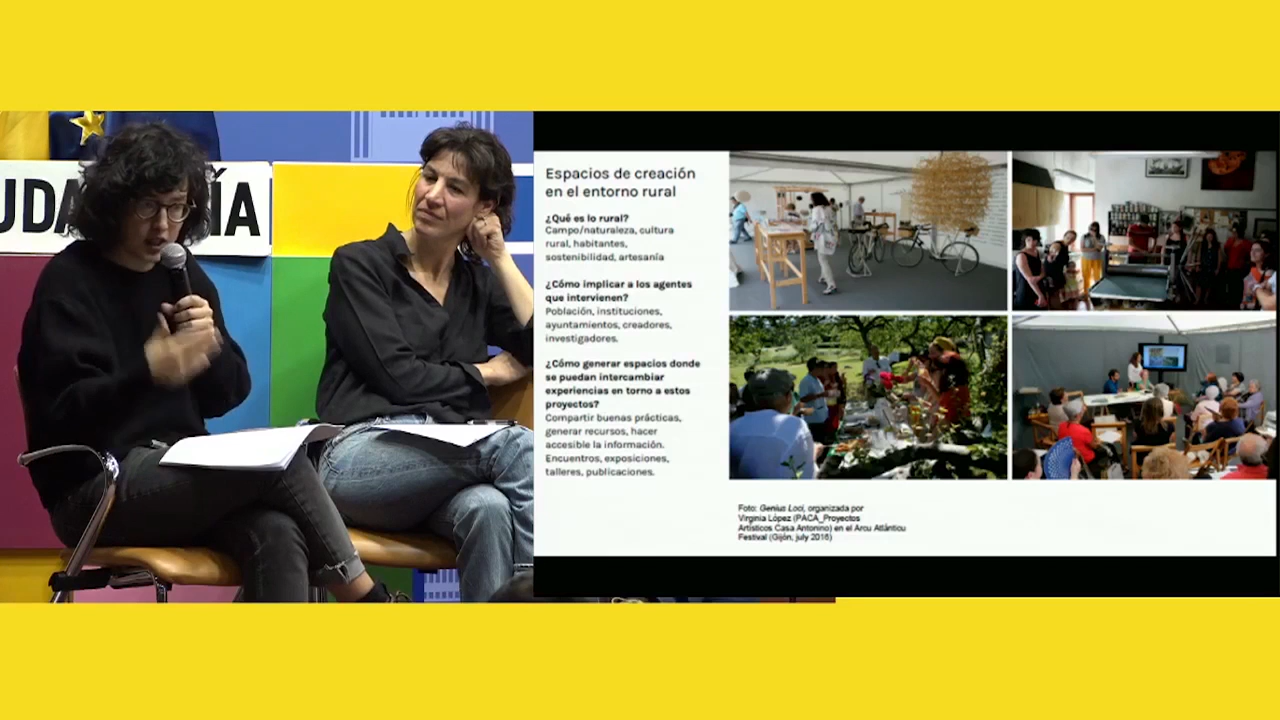 UDA ÍA
Espacios de creación
en el entorno rural
¿Qué es lo rural?
Campo/naturaleza, cultura
rural, habitantes,
sostenibilidad, artesanía
¿Cómo implicar a los agentes
que intervienen?
Población, instituciones,
ayuntamientos, creadores,
investigadores.
¿Cómo generar espacios donde
se puedan intercambiar
experiencias en torno a estos
proyectos?
Compartir buenas prácticas,
generar recursos, hacer
accesible la información.
Encuentros, exposiciones,
talleres, publicaciones.
Foto: Genius Loci, organizada por
Virginia López (PACA_Proyectos
Artísticos Casa Antonino) en el Arcu Atlánticu
Festival (Gijón, july 2016)